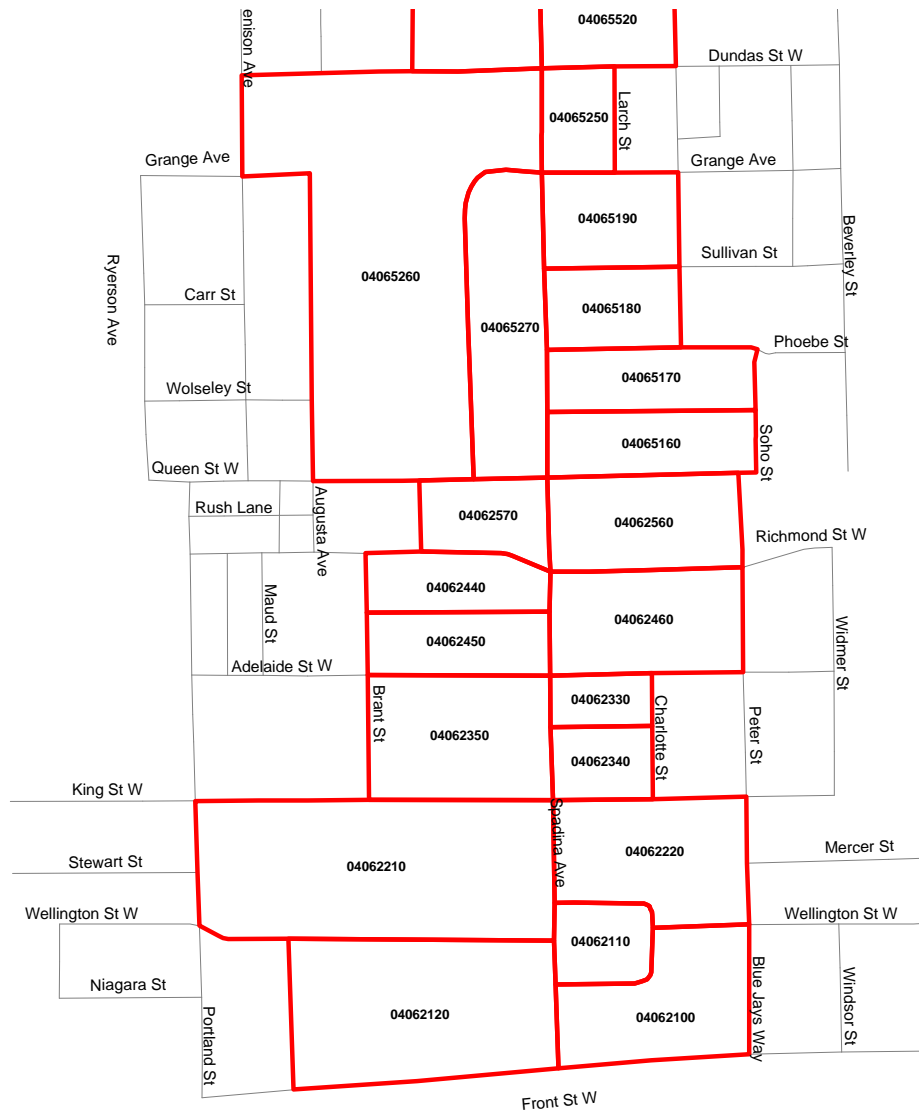 enison Ave
04065520
Dundas St W
04065250
Larch St
Grange Ave
Grange Ave
04065190
Beverley St
Sullivan St
Ryerson Ave
04065260
Carr St
04065180
04065270
Phoebe St
04065170
Wolseley St
04065160
Soho St
Queen St W
Augusta Ave
Rush Lane
04062570
04062560
Richmond St W
04062440
Maud St
04062460
Widmer St
04062450
Adelaide St W
Brant St
04062330
Charlotte St
Peter St
04062350
04062340
King St W
Spadina Ave
04062220
Mercer St
Stewart St
04062210
Wellington St W
Wellington St W
04062110
Blue Jays Way
Windsor St
Niagara St
Portland St
04062120
04062100
Front St W